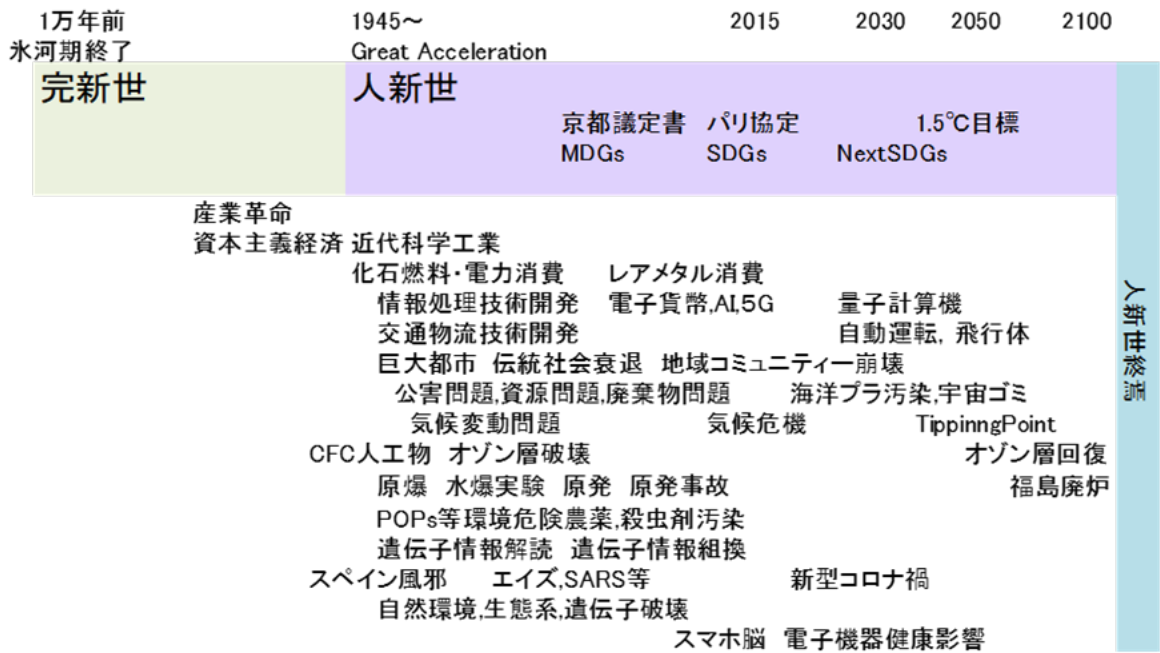 1万年前 1945～ 2015 2030 2050 2100
氷河期終了 Great Acceleration
完新世 人新世
京都議定書 パリ協定 1.5℃目標
MDGs SDGs NextSDGs
産業革命
資本主義経済 近代科学工業
化石燃料・電力消費 レアメタル消費
情報処理技術開発 電子貨幣,AI,5G 量子計算機
交通物流技術開発 自動運転, 飛行体
巨大都市 伝統社会衰退 地域コミュニティー崩壊
公害問題,資源問題,廃棄物問題 海洋プラ汚染,宇宙ゴミ
気候変動問題 気候危機 TippinngPoint
CFC人工物 オゾン層破壊 オゾン層回復
原爆 水爆実験 原発 原発事故 福島廃炉
POPs等環境危険農薬,殺虫剤汚染
遺伝子情報解読 遺伝子情報組換
スペイン風邪 エイズ,SARS等 新型コロナ禍
自然環境,生態系,遺伝子破壊
スマホ脳 電子機器健康影響
人新世終焉